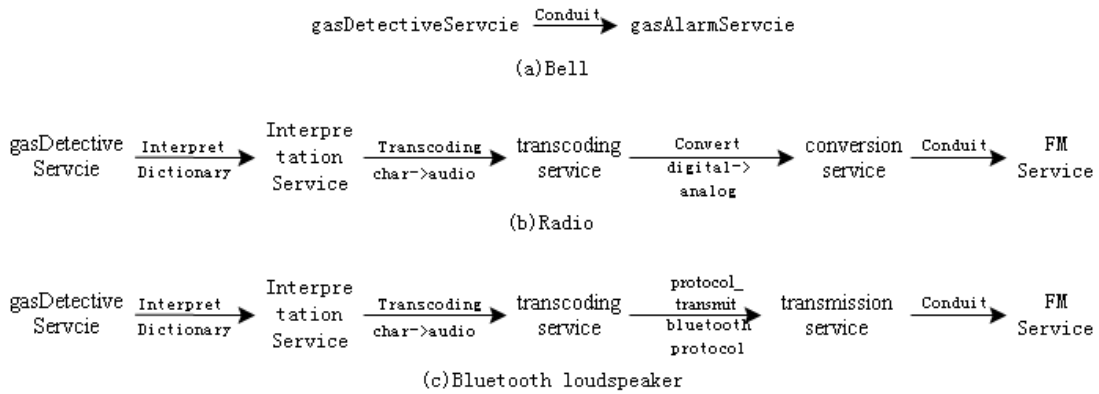 gasDetectiveServcie Conduit gasAlarmServcie
(a)Bell
gasDetective
Servcie
Interpret
Dictionary
Interpre
tation
Service
Transcoding
char->audio
transcoding
service
Convert
digital->
analog
conversion
service
Conduit
FM
Service
(b)Radio
gasDetective
Servcie
Interpret
Dictionary
Interpre
tation
Service
Transcoding
char->audio
transcoding
service
protocol_
transmit
bluetooth
protocol
transmission
service
Conduit
FM
Service
(c)Bluetooth loudspeaker